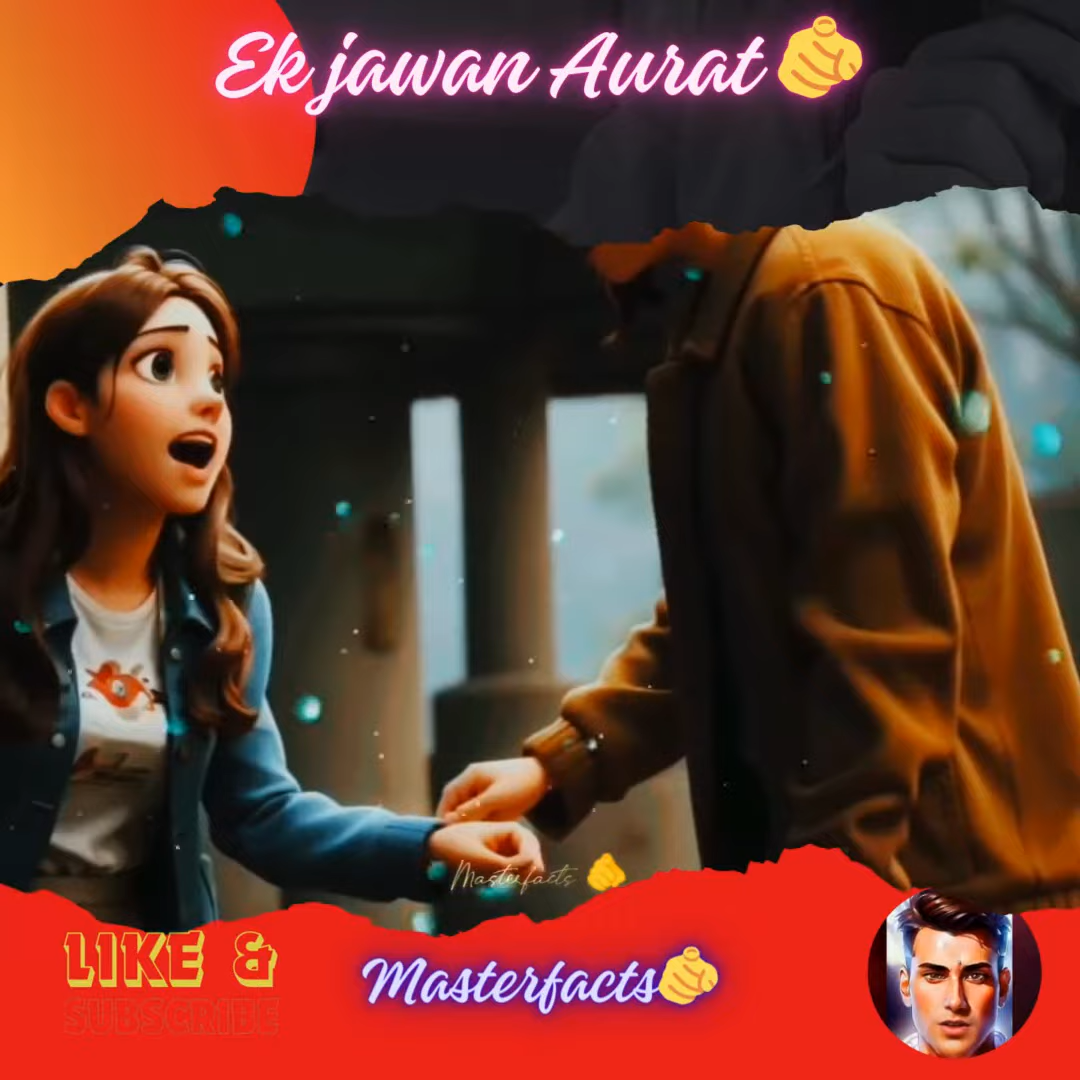 Ek jawan Aurat
Masterfacts
LIKE &
SUBSCRIBE
Masterfacts